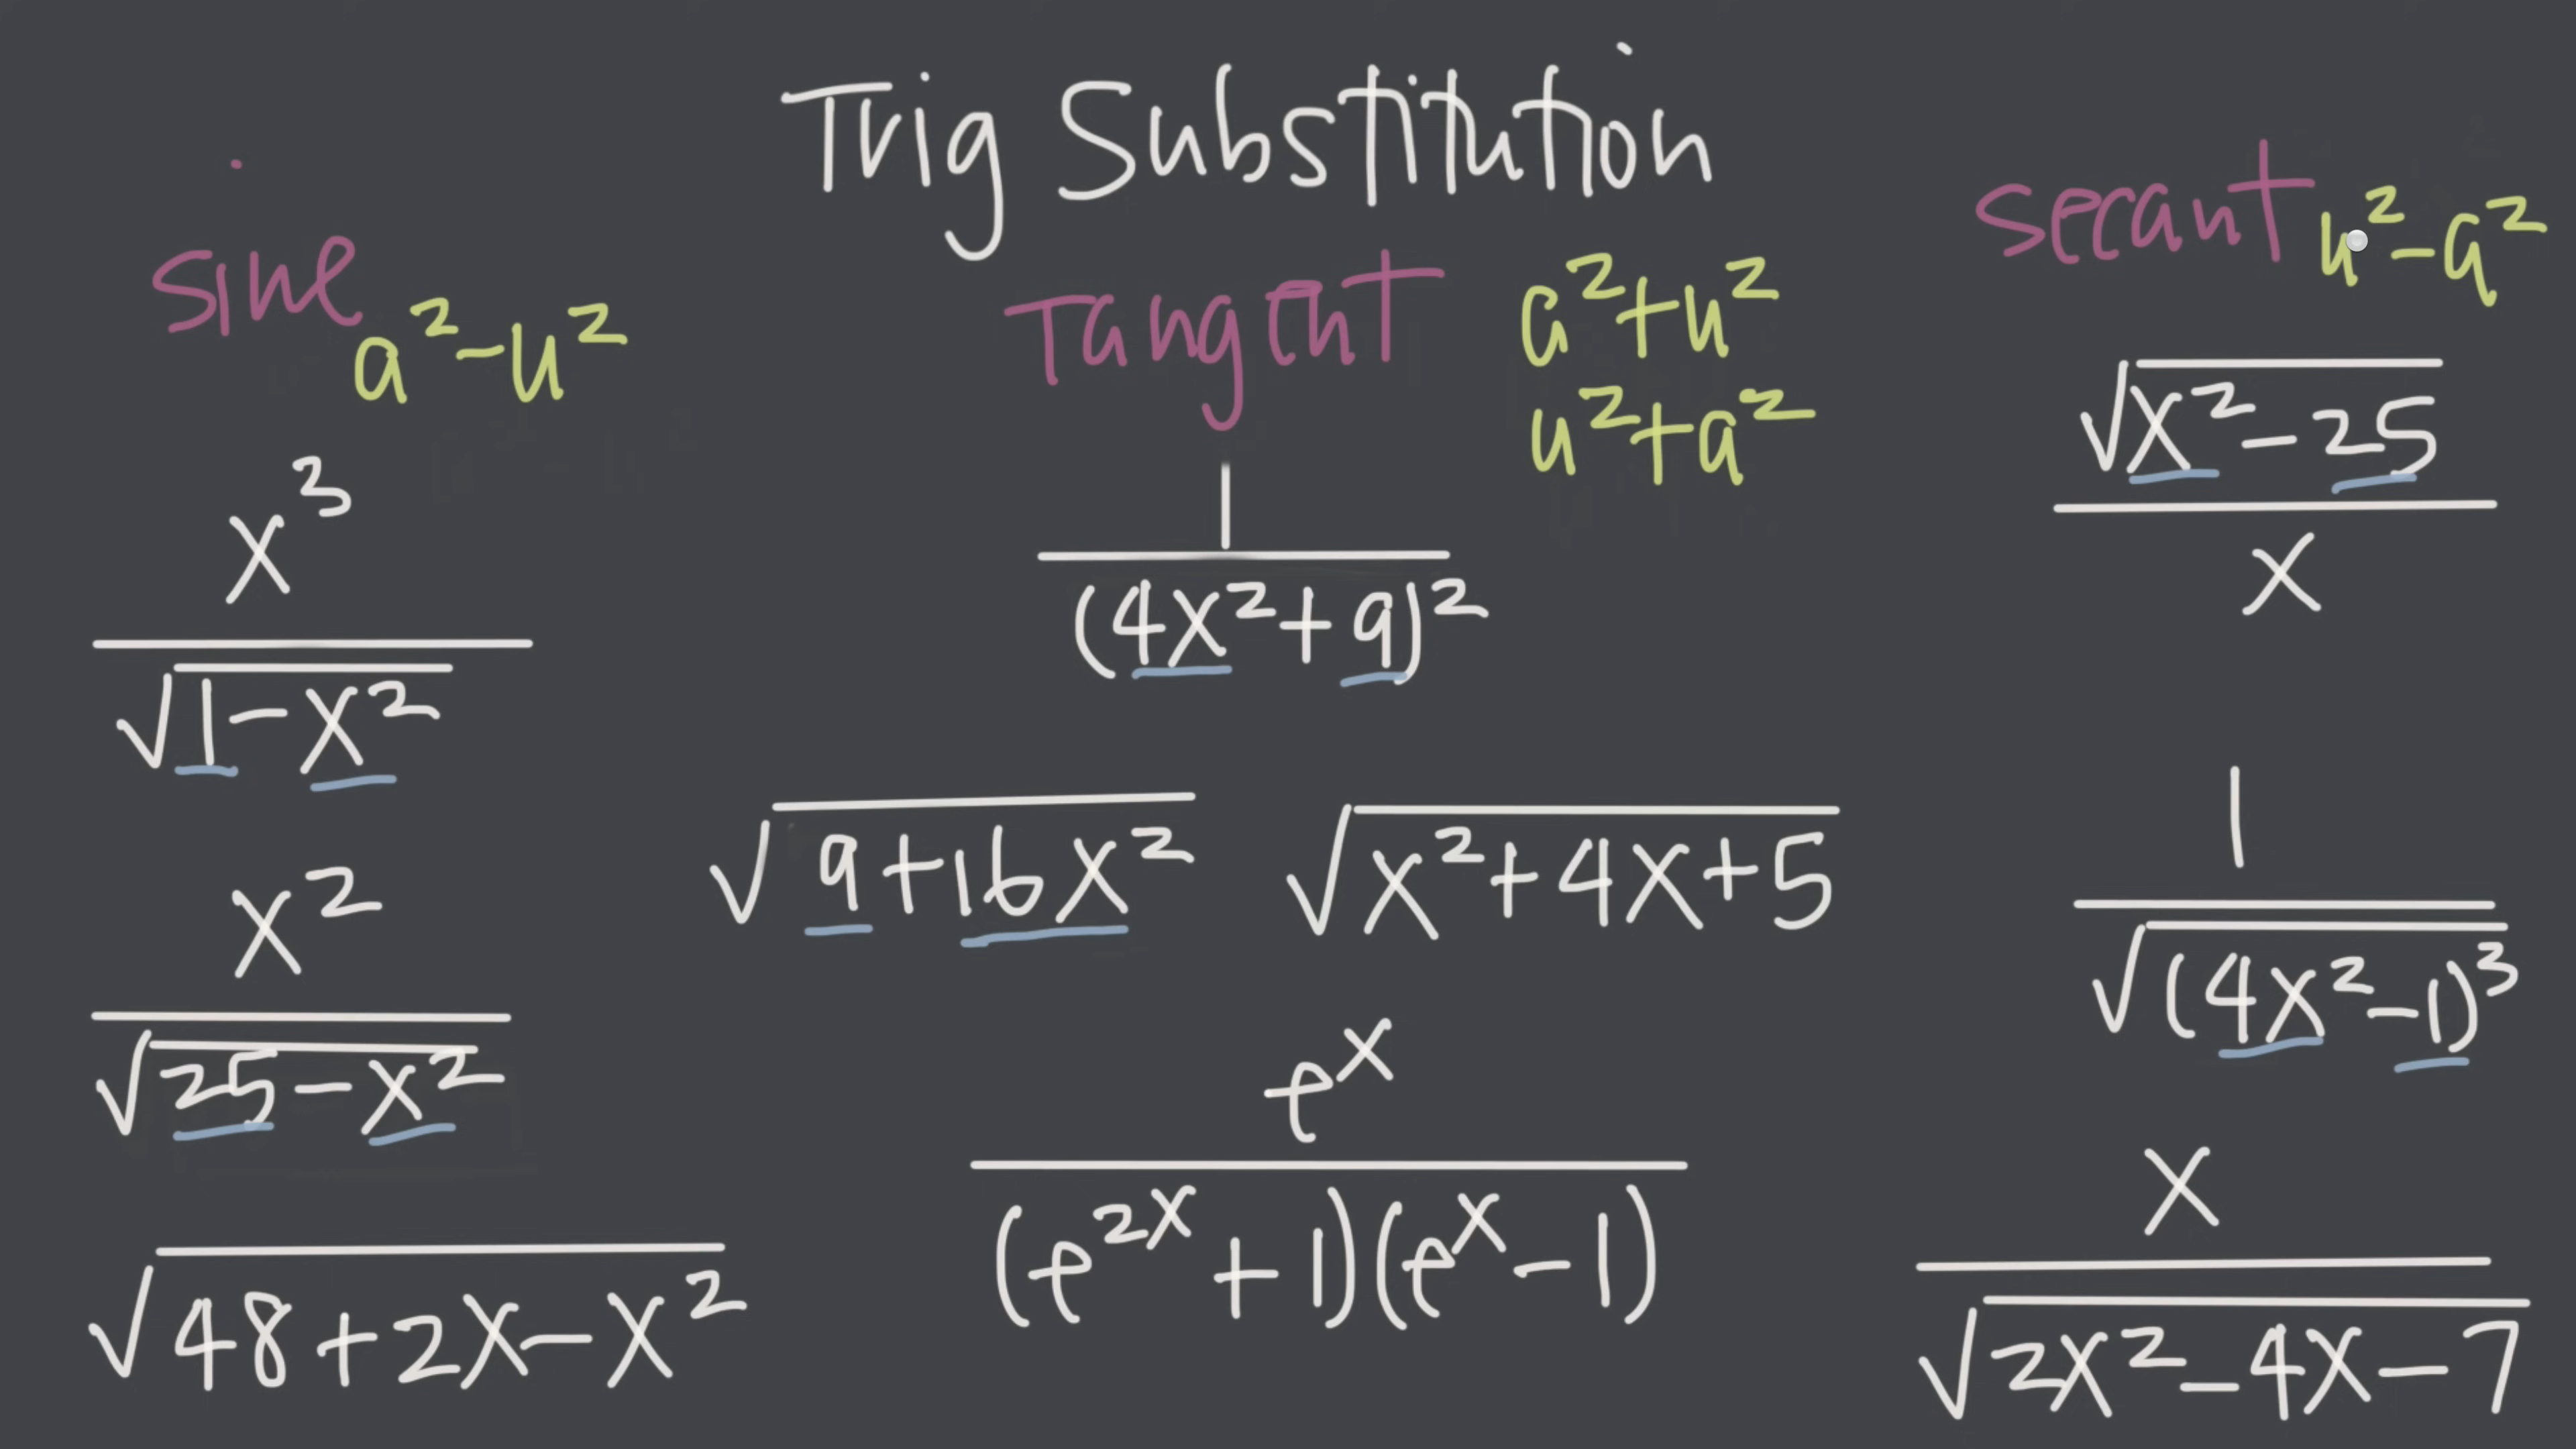 Trig Substitution
sine
a² - u²
x³
√1 - x²
x²
√25 - x²
√48 + 2x - x²
Tangent
a² + u²
u² + a²
1
(4x² + 9)²
√9 + 16x²
√x² + 4x + 5
eˣ
(e²ˣ + 1)(eˣ - 1)
secant
u² - a²
√x² - 25
x
1
√(4x² - 1)³
x
√2x² - 4x - 7